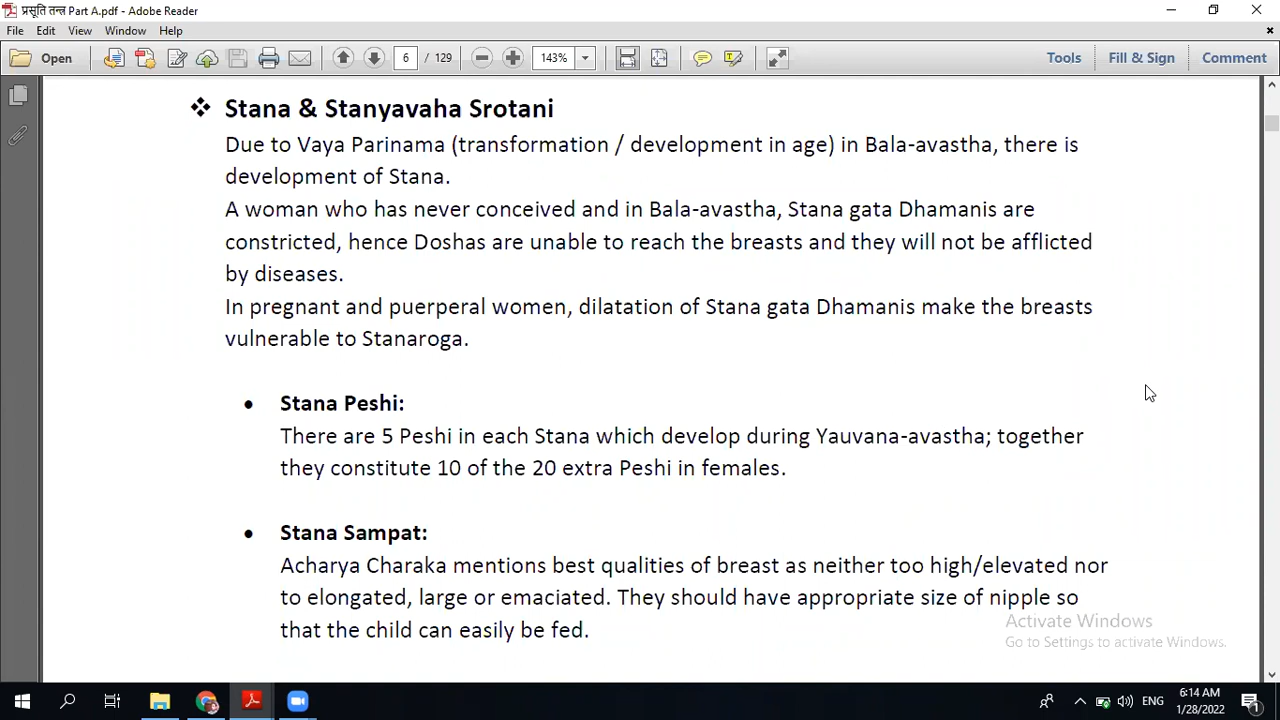 प्रसूति तन्त्र Part A.pdf - Adobe Reader
File Edit View Window Help
Open 6 / 129 143% Tools Fill & Sign Comment
❖ Stana & Stanyavaha Srotani
Due to Vaya Parinama (transformation / development in age) in Bala-avastha, there is
development of Stana.
A woman who has never conceived and in Bala-avastha, Stana gata Dhamanis are
constricted, hence Doshas are unable to reach the breasts and they will not be afflicted
by diseases.
In pregnant and puerperal women, dilatation of Stana gata Dhamanis make the breasts
vulnerable to Stanaroga.
• Stana Peshi:
There are 5 Peshi in each Stana which develop during Yauvana-avastha; together
they constitute 10 of the 20 extra Peshi in females.
• Stana Sampat:
Acharya Charaka mentions best qualities of breast as neither too high/elevated nor
to elongated, large or emaciated. They should have appropriate size of nipple so
that the child can easily be fed.
Activate Windows
Go to Settings to activate Windows.
ENG
6:14 AM
1/28/2022
1